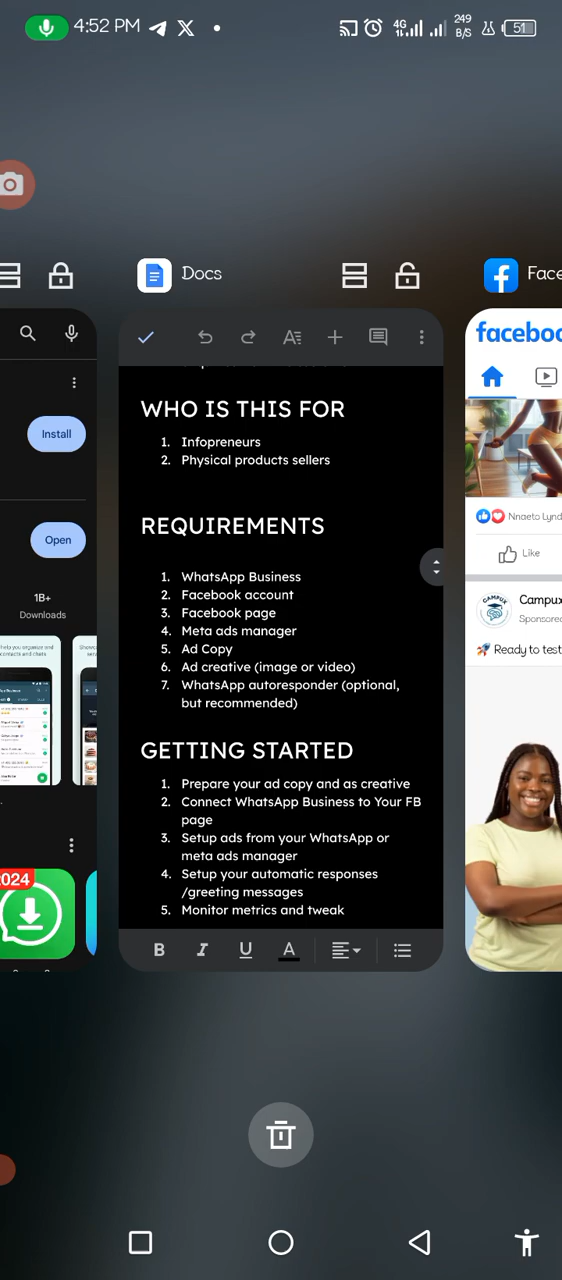 4:52 PM
4G
249
B/S
51
Docs
Face
Install
Open
1B+
Downloads
WHO IS THIS FOR
1. Infopreneurs
2. Physical products sellers
REQUIREMENTS
1. WhatsApp Business
2. Facebook account
3. Facebook page
4. Meta ads manager
5. Ad Copy
6. Ad creative (image or video)
7. WhatsApp autoresponder (optional,
but recommended)
GETTING STARTED
1. Prepare your ad copy and as creative
2. Connect WhatsApp Business to Your FB
page
3. Setup ads from your WhatsApp or
meta ads manager
4. Setup your automatic responses
/greeting messages
5. Monitor metrics and tweak
B I U A
2024
faceboo
Nnaeto Lynd
Like
CAMPUX
Campux
Sponsored
🚀 Ready to test